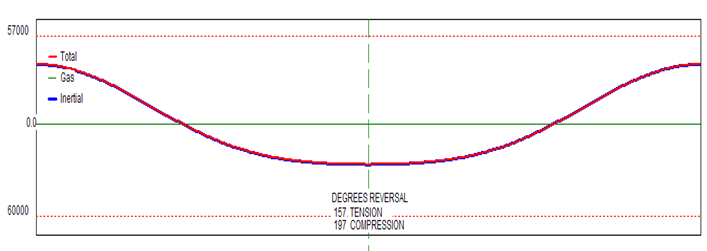 57000
Total
Gas
Inertial
0.0
DEGREES REVERSAL
157 TENSION
197 COMPRESSION
60000